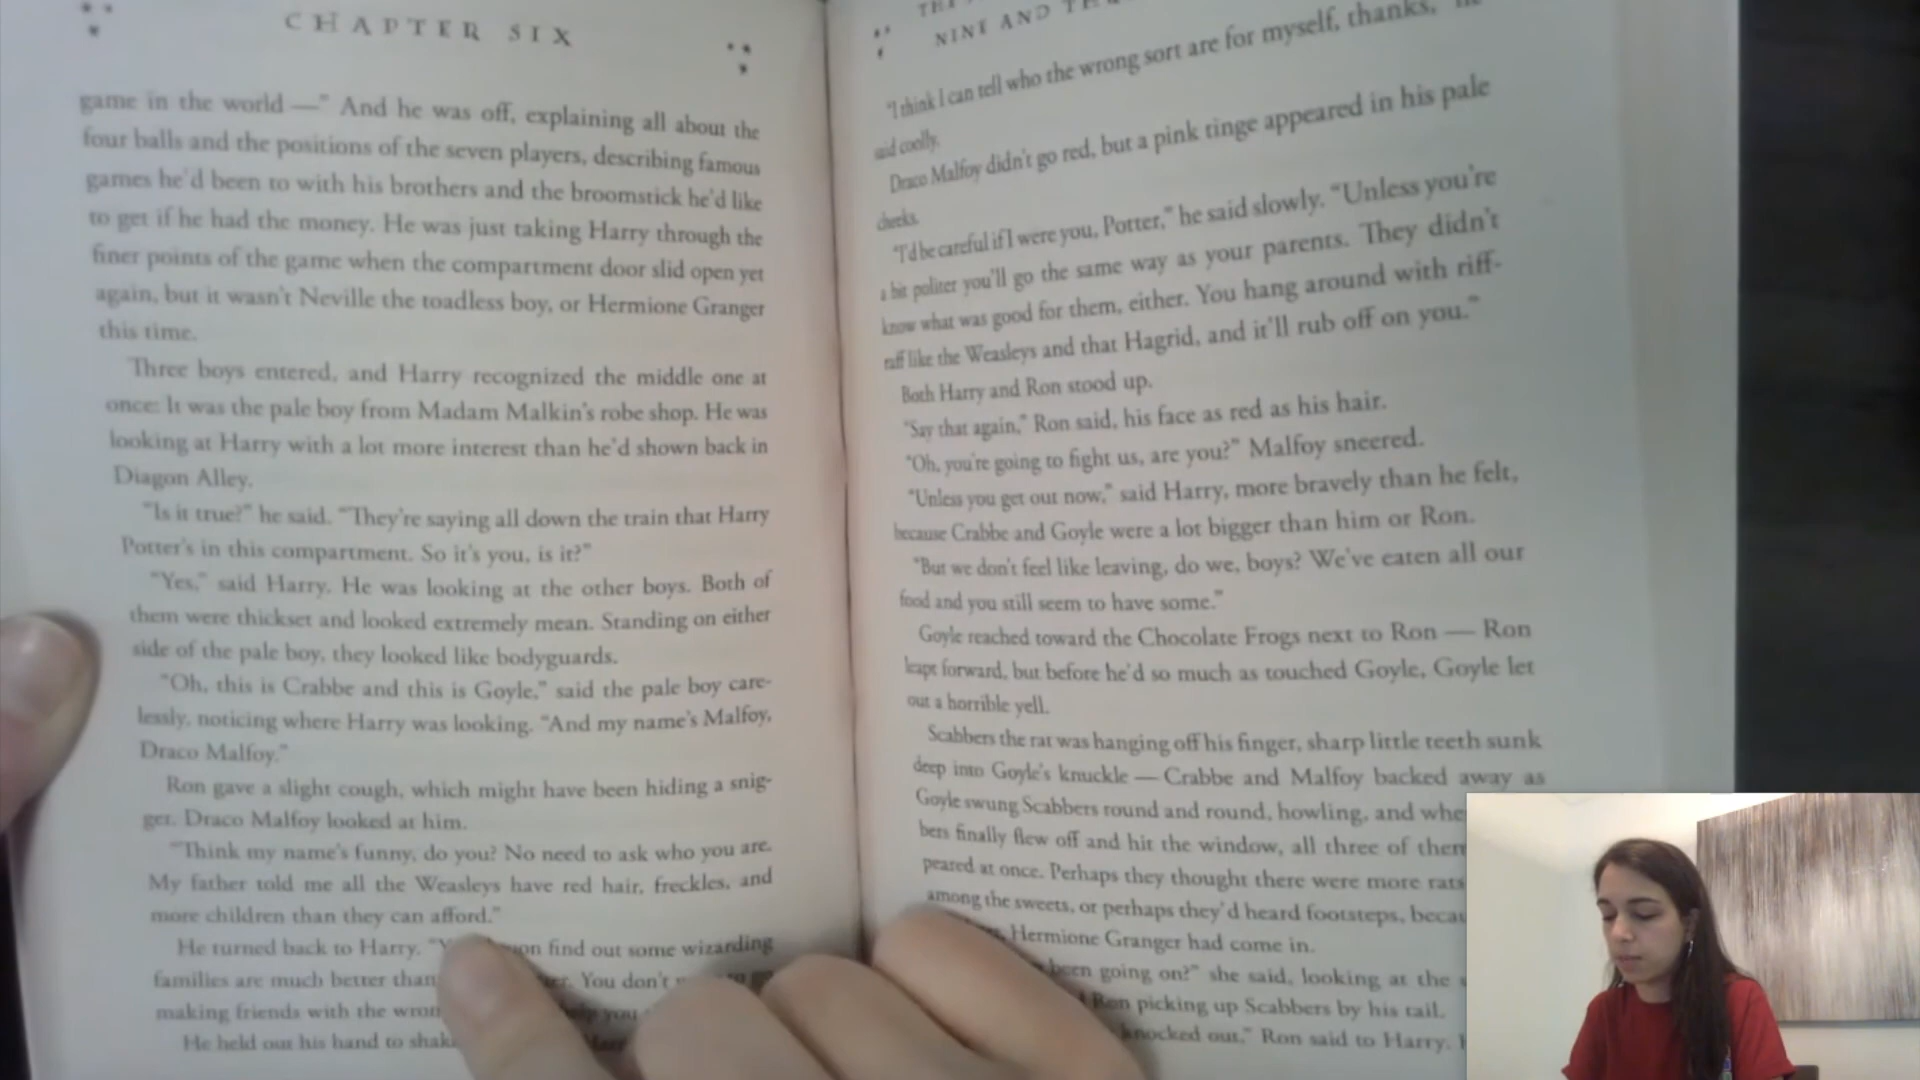 CHAPTER SIX
game in the world —" And he was off, explaining all about the
four balls and the positions of the seven players, describing famous
games he'd been to with his brothers and the broomstick he'd like
to get if he had the money. He was just taking Harry through the
finer points of the game when the compartment door slid open yet
again, but it wasn't Neville the toadless boy, or Hermione Granger
this time.
Three boys entered, and Harry recognized the middle one at
once: It was the pale boy from Madam Malkin's robe shop. He was
looking at Harry with a lot more interest than he'd shown back in
Diagon Alley.
"Is it true?" he said. "They're saying all down the train that Harry
Potter's in this compartment. So it's you, is it?"
"Yes," said Harry. He was looking at the other boys. Both of
them were thickset and looked extremely mean. Standing on either
side of the pale boy, they looked like bodyguards.
"Oh, this is Crabbe and this is Goyle," said the pale boy care-
lessly, noticing where Harry was looking. "And my name's Malfoy,
Draco Malfoy."
Ron gave a slight cough, which might have been hiding a snig-
ger. Draco Malfoy looked at him.
"Think my name's funny, do you? No need to ask who you are.
My father told me all the Weasleys have red hair, freckles, and
more children than they can afford."
He turned back to Harry. find out some wizarding
families are much better than You don't
making friends with the you
He held out his hand to
NINE AND
"I think I can tell who the wrong sort are for myself, thanks,"
said coolly.
Draco Malfoy didn't go red, but a pink tinge appeared in his pale
cheeks.
"I'd be careful if I were you, Potter," he said slowly. "Unless you're
a bit politer you'll go the same way as your parents. They didn't
know what was good for them, either. You hang around with riff-
raff like the Weasleys and that Hagrid, and it'll rub off on you."
Both Harry and Ron stood up.
"Say that again," Ron said, his face as red as his hair.
"Oh, you're going to fight us, are you?" Malfoy sneered.
"Unless you get out now," said Harry, more bravely than he felt,
because Crabbe and Goyle were a lot bigger than him or Ron.
"But we don't feel like leaving, do we, boys? We've eaten all our
food and you still seem to have some."
Goyle reached toward the Chocolate Frogs next to Ron — Ron
leapt forward, but before he'd so much as touched Goyle, Goyle let
out a horrible yell.
Scabbers the rat was hanging off his finger, sharp little teeth sunk
deep into Goyle's knuckle — Crabbe and Malfoy backed away as
Goyle swung Scabbers round and round, howling, and
bers finally flew off and hit the window, all three of
peared at once. Perhaps they thought there were more rats
among the sweets, or perhaps they'd heard footsteps,
Hermione Granger had come in.
been going on?" she said, looking at the
Ron picking up Scabbers by his tail.
knocked out," Ron said to Harry.